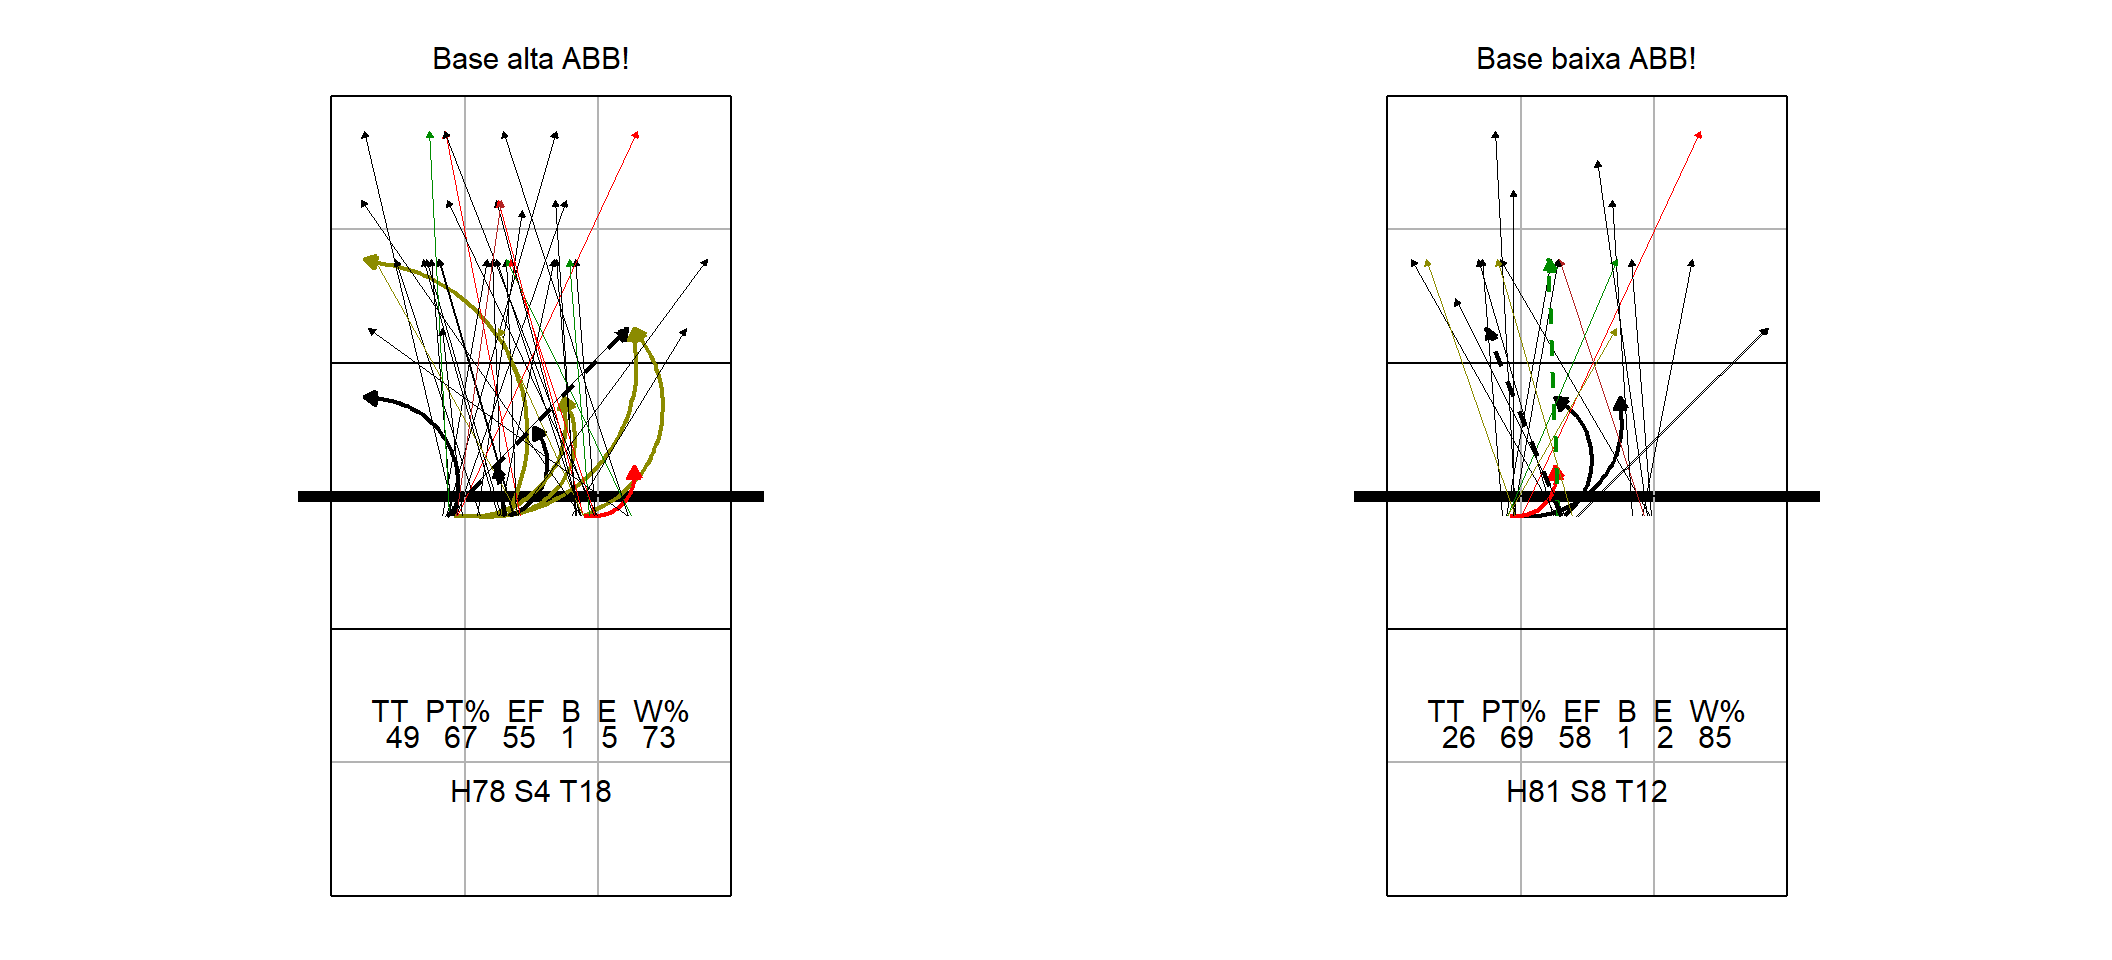 Base alta ABB!
TT PT% EF B E W%
49 67 55 1 5 73
H78 S4 T18
Base baixa ABB!
TT PT% EF B E W%
26 69 58 1 2 85
H81 S8 T12